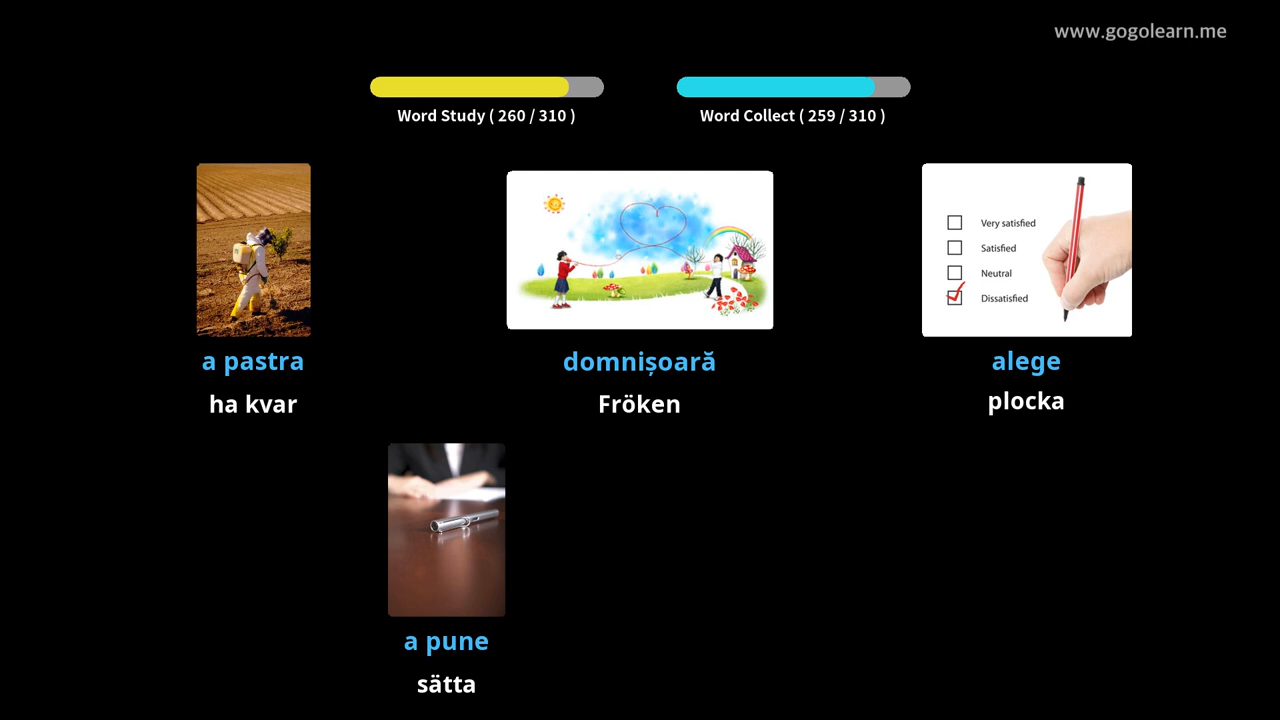 www.gogolearn.me
Word Study ( 260 / 310 )
Word Collect ( 259 / 310 )
Very satisfied
Satisfied
Neutral
Dissatisfied
a pastra
domnișoară
alege
ha kvar
Fröken
plocka
a pune
sätta